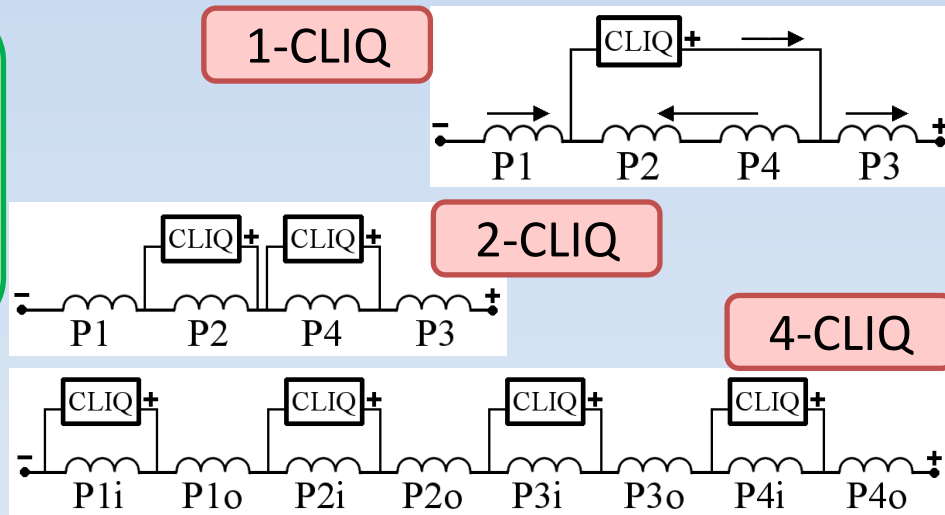 1-CLIQ
CLIQ +
- +
P1 P2 P4 P3
2-CLIQ
CLIQ + CLIQ +
- +
P1 P2 P4 P3
4-CLIQ
CLIQ + CLIQ + CLIQ + CLIQ +
- +
P1i P1o P2i P2o P3i P3o P4i P4o